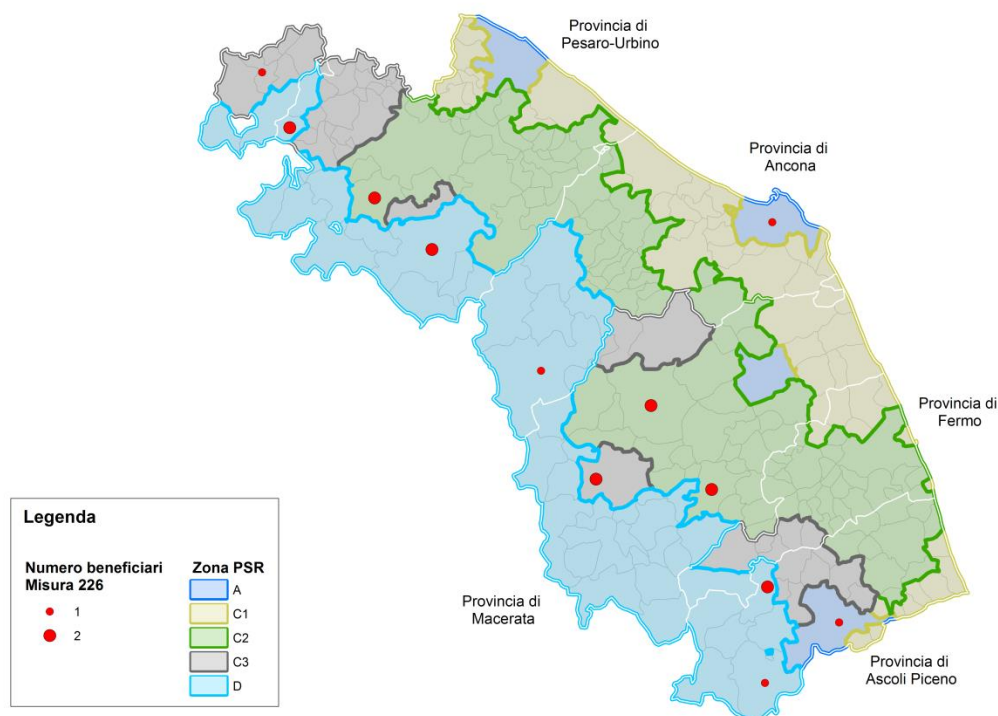 Provincia di
Pesaro-Urbino
Provincia di
Ancona
Provincia di
Fermo
Provincia di
Macerata
Provincia di
Ascoli Piceno
Legenda
Numero beneficiari
Misura 226
1
2
Zona PSR
A
C1
C2
C3
D